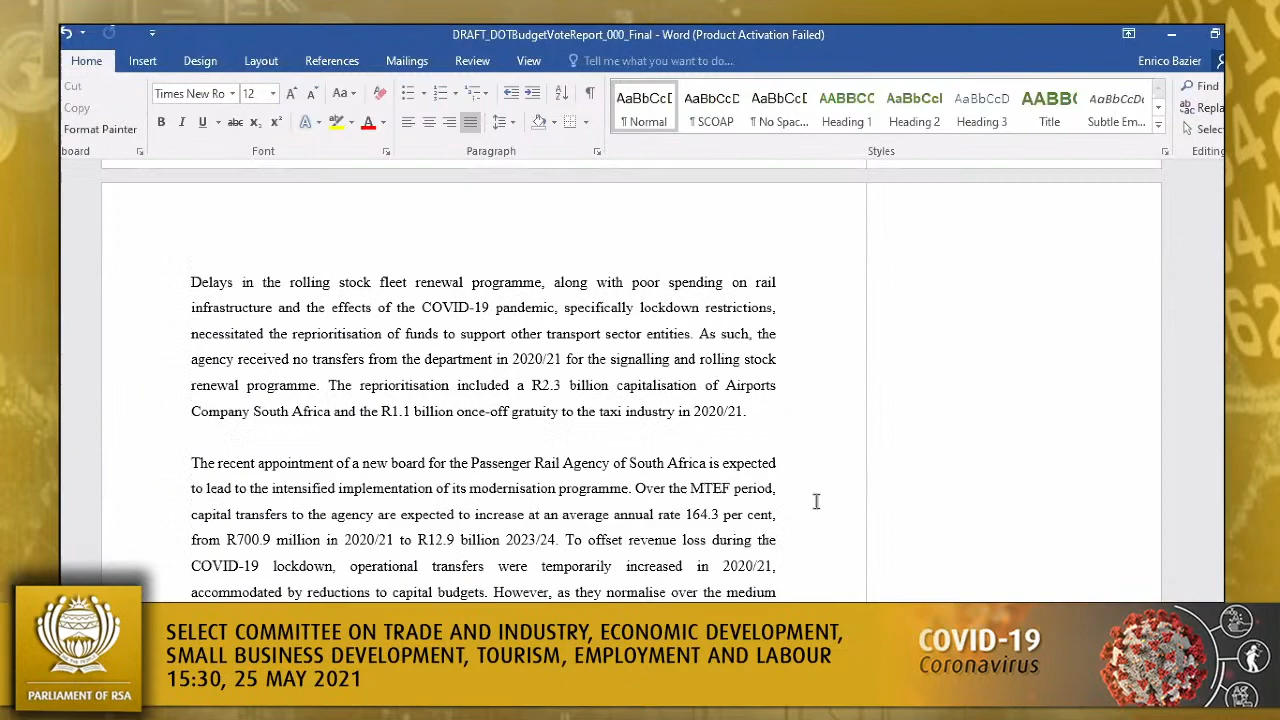 DRAFT_DOTBudgetVoteReport_000_Final - Word (Product Activation Failed)
Home Insert Design Layout References Mailings Review View Tell me what you want to do... Enrico Bazier
Cut
Copy
Format Painter
board
Times New Ro 12 Aa
Font
Paragraph
AaBbCcD AaBbCcD AaBbCcD AABBCC AaBbCcI AaBbCcD AABBC AaBbCcDc
¶ Normal ¶ SCOAP ¶ No Spac... Heading 1 Heading 2 Heading 3 Title Subtle Em...
Styles
Find
Repla
Select
Editing
Delays in the rolling stock fleet renewal programme, along with poor spending on rail
infrastructure and the effects of the COVID-19 pandemic, specifically lockdown restrictions,
necessitated the reprioritisation of funds to support other transport sector entities. As such, the
agency received no transfers from the department in 2020/21 for the signalling and rolling stock
renewal programme. The reprioritisation included a R2.3 billion capitalisation of Airports
Company South Africa and the R1.1 billion once-off gratuity to the taxi industry in 2020/21.
The recent appointment of a new board for the Passenger Rail Agency of South Africa is expected
to lead to the intensified implementation of its modernisation programme. Over the MTEF period,
capital transfers to the agency are expected to increase at an average annual rate 164.3 per cent,
from R700.9 million in 2020/21 to R12.9 billion 2023/24. To offset revenue loss during the
COVID-19 lockdown, operational transfers were temporarily increased in 2020/21,
accommodated by reductions to capital budgets. However, as they normalise over the medium
PARLIAMENT OF RSA
SELECT COMMITTEE ON TRADE AND INDUSTRY, ECONOMIC DEVELOPMENT,
SMALL BUSINESS DEVELOPMENT, TOURISM, EMPLOYMENT AND LABOUR
15:30, 25 MAY 2021
COVID-19
Coronavirus